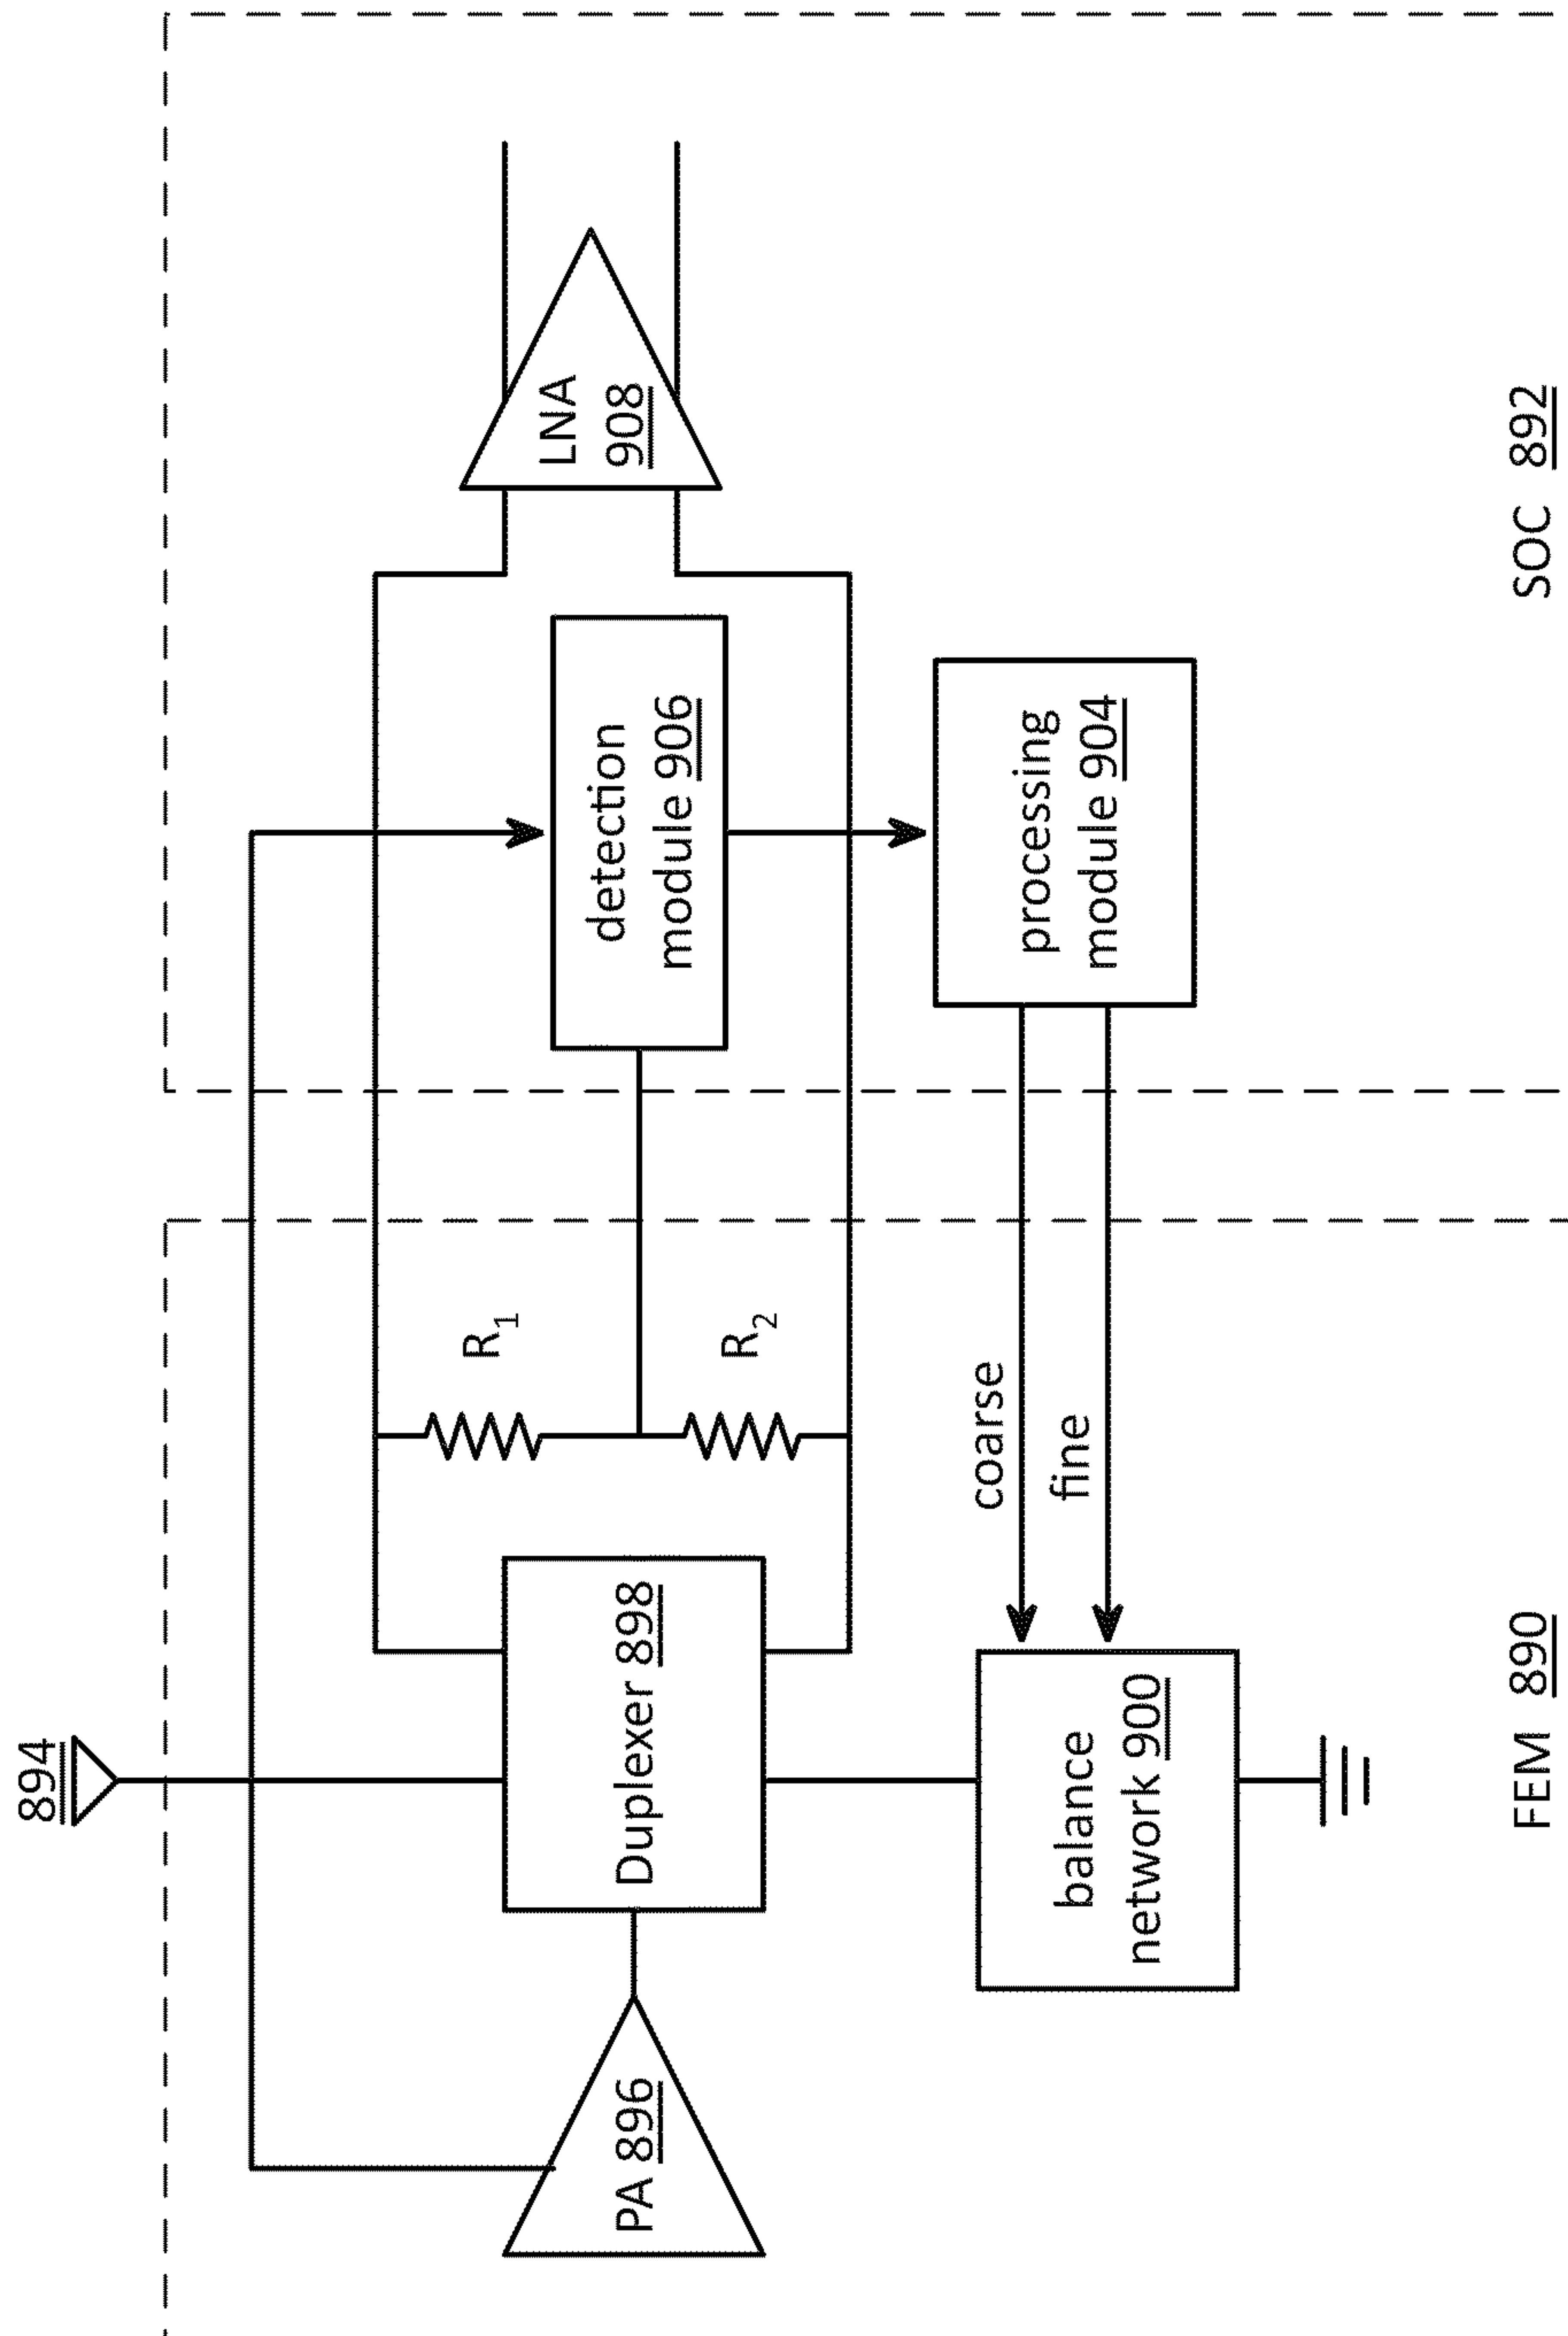 894
PA 896
Duplexer 898
R1
R2
detection
module 906
LNA
908
balance
network 900
coarse
fine
processing
module 904
FEM 890
SOC 892